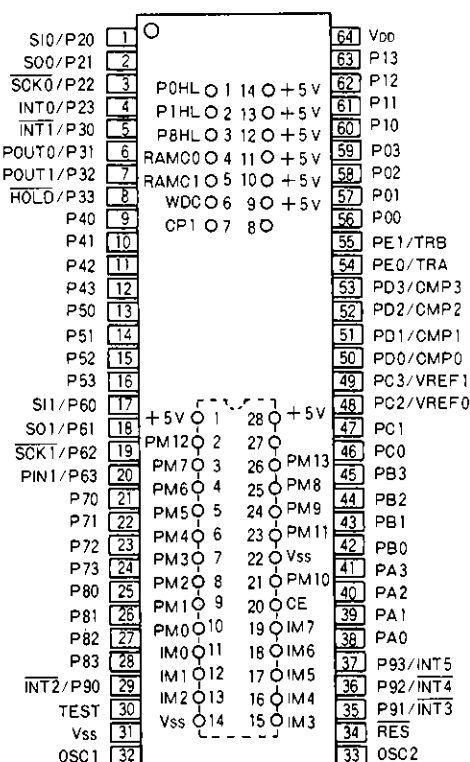 SI0/P20 1
SO0/P21 2
SCK0/P22 3
INT0/P23 4
INT1/P30 5
POUT0/P31 6
POUT1/P32 7
HOLD/P33 8
P40 9
P41 10
P42 11
P43 12
P50 13
P51 14
P52 15
P53 16
SI1/P60 17
SO1/P61 18
SCK1/P62 19
PIN1/P63 20
P70 21
P71 22
P72 23
P73 24
P80 25
P81 26
P82 27
P83 28
INT2/P90 29
TEST 30
Vss 31
OSC1 32
P0HL 1 14 +5V
P1HL 2 13 +5V
P8HL 3 12 +5V
RAMC0 4 11 +5V
RAMC1 5 10 +5V
WDC 6 9 +5V
CP1 7 8
+5V 1 28 +5V
PM12 2 27
PM7 3 26 PM13
PM6 4 25 PM8
PM5 5 24 PM9
PM4 6 23 PM11
PM3 7 22 Vss
PM2 8 21 PM10
PM1 9 20 CE
PM0 10 19 IM7
IM0 11 18 IM6
IM1 12 17 IM5
IM2 13 16 IM4
Vss 14 15 IM3
64 VDD
63 P13
62 P12
61 P11
60 P10
59 P03
58 P02
57 P01
56 P00
55 PE1/TRB
54 PE0/TRA
53 PD3/CMP3
52 PD2/CMP2
51 PD1/CMP1
50 PD0/CMP0
49 PC3/VREF1
48 PC2/VREF0
47 PC1
46 PC0
45 PB3
44 PB2
43 PB1
42 PB0
41 PA3
40 PA2
39 PA1
38 PA0
37 P93/INT5
36 P92/INT4
35 P91/INT3
34 RES
33 OSC2